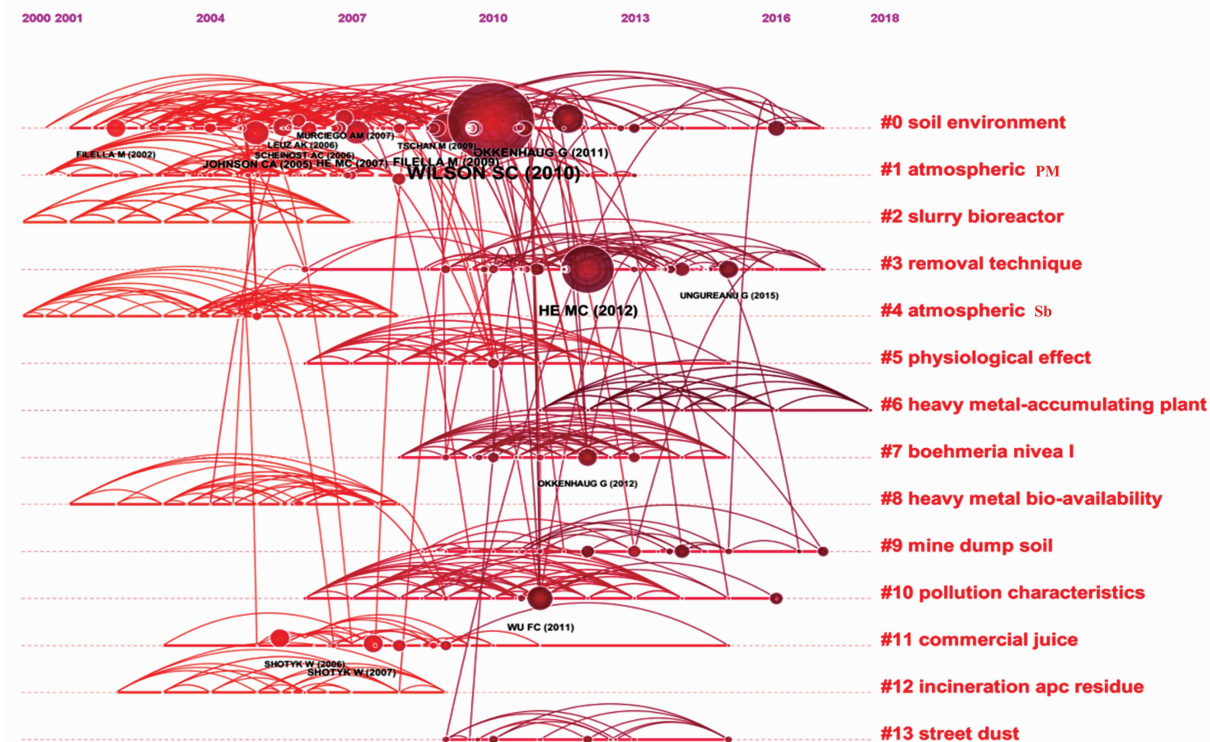 2000 2001 2004 2007 2010 2013 2016 2018
#0 soil environment
MURCIEGO AM (2007)
LEUZ AK (2006)
TSCHAN M (2009)
OKKENHAUG G (2011)
FILELLA M (2002)
SCHEINOST AC (2006)
JOHNSON CA (2005)
HE MC (2007)
FILELLA M (2009)
WILSON SC (2010)
#1 atmospheric PM
#2 slurry bioreactor
#3 removal technique
UNGUREANU G (2015)
HE MC (2012)
#4 atmospheric Sb
#5 physiological effect
#6 heavy metal-accumulating plant
#7 boehmeria nivea l
OKKENHAUG G (2012)
#8 heavy metal bio-availability
#9 mine dump soil
#10 pollution characteristics
WU FC (2011)
#11 commercial juice
SHOTYK W (2006)
SHOTYK W (2007)
#12 incineration apc residue
#13 street dust